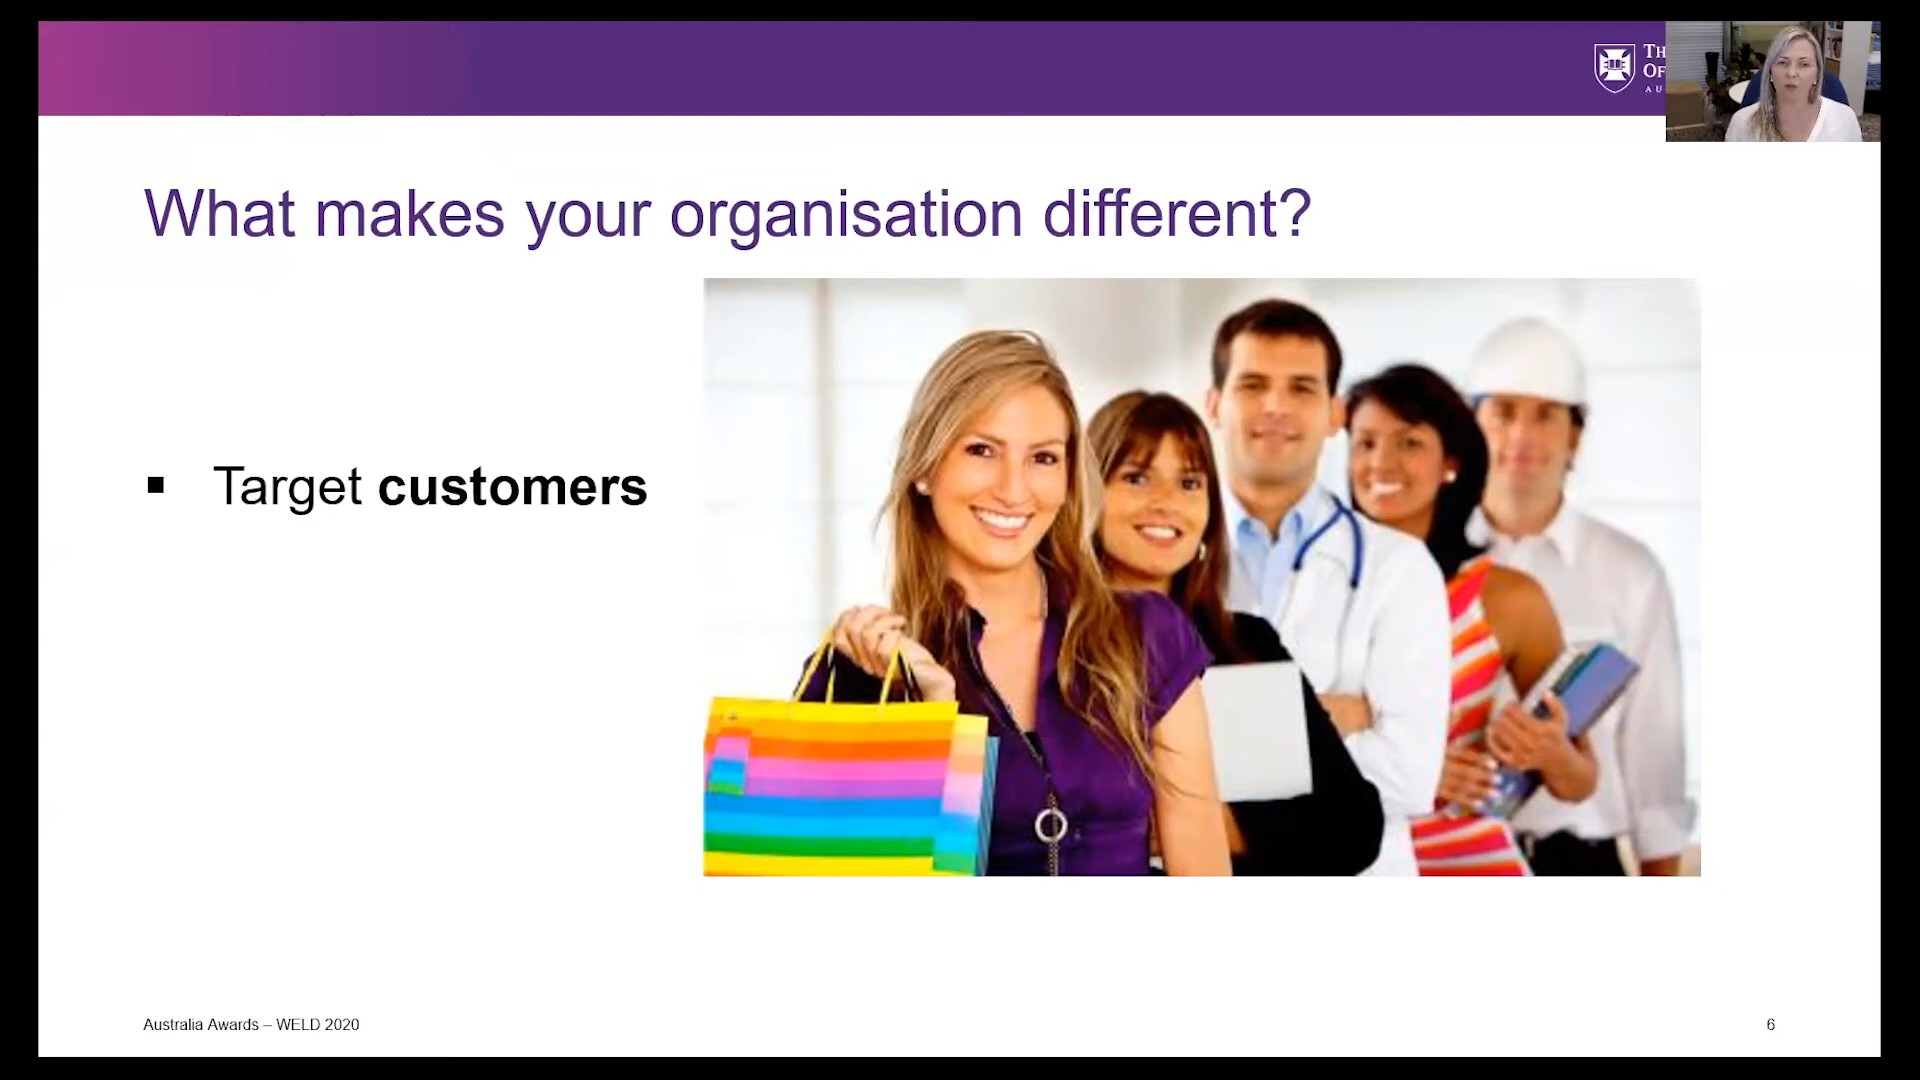 What makes your organisation different?
▪ Target customers
Australia Awards – WELD 2020
6